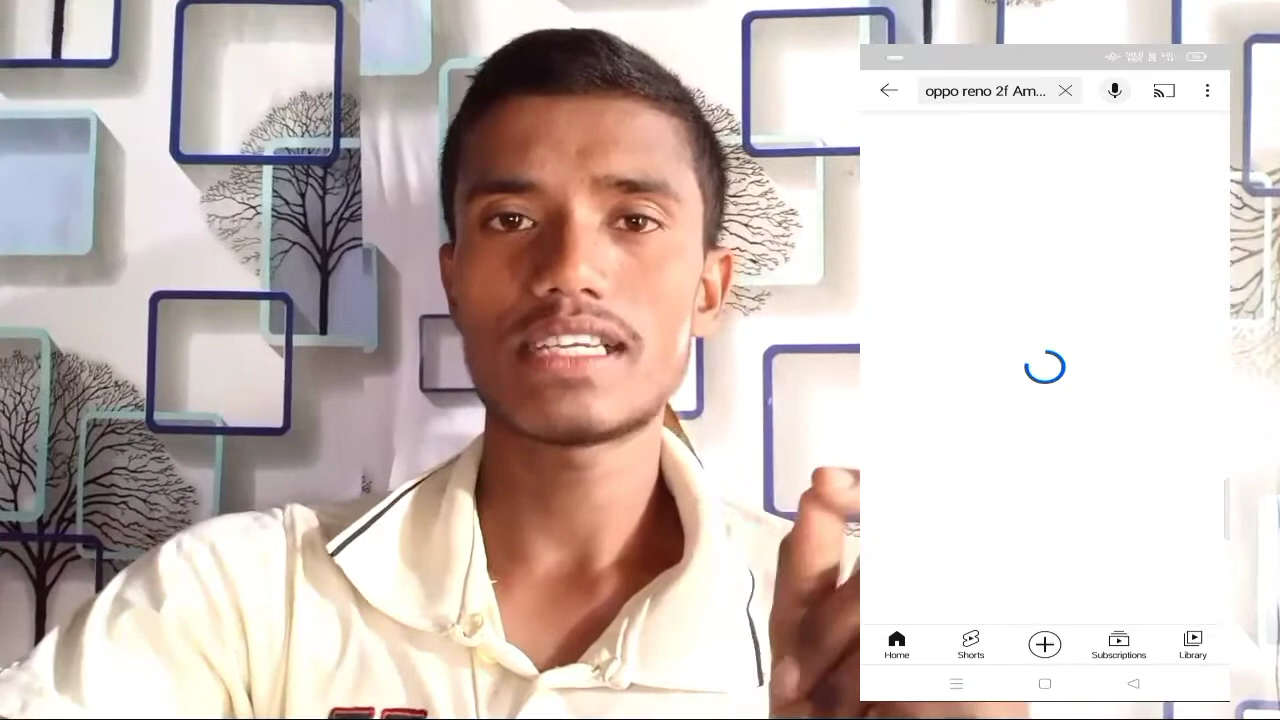 oppo reno 2f Am...
Home
Shorts
Subscriptions
Library